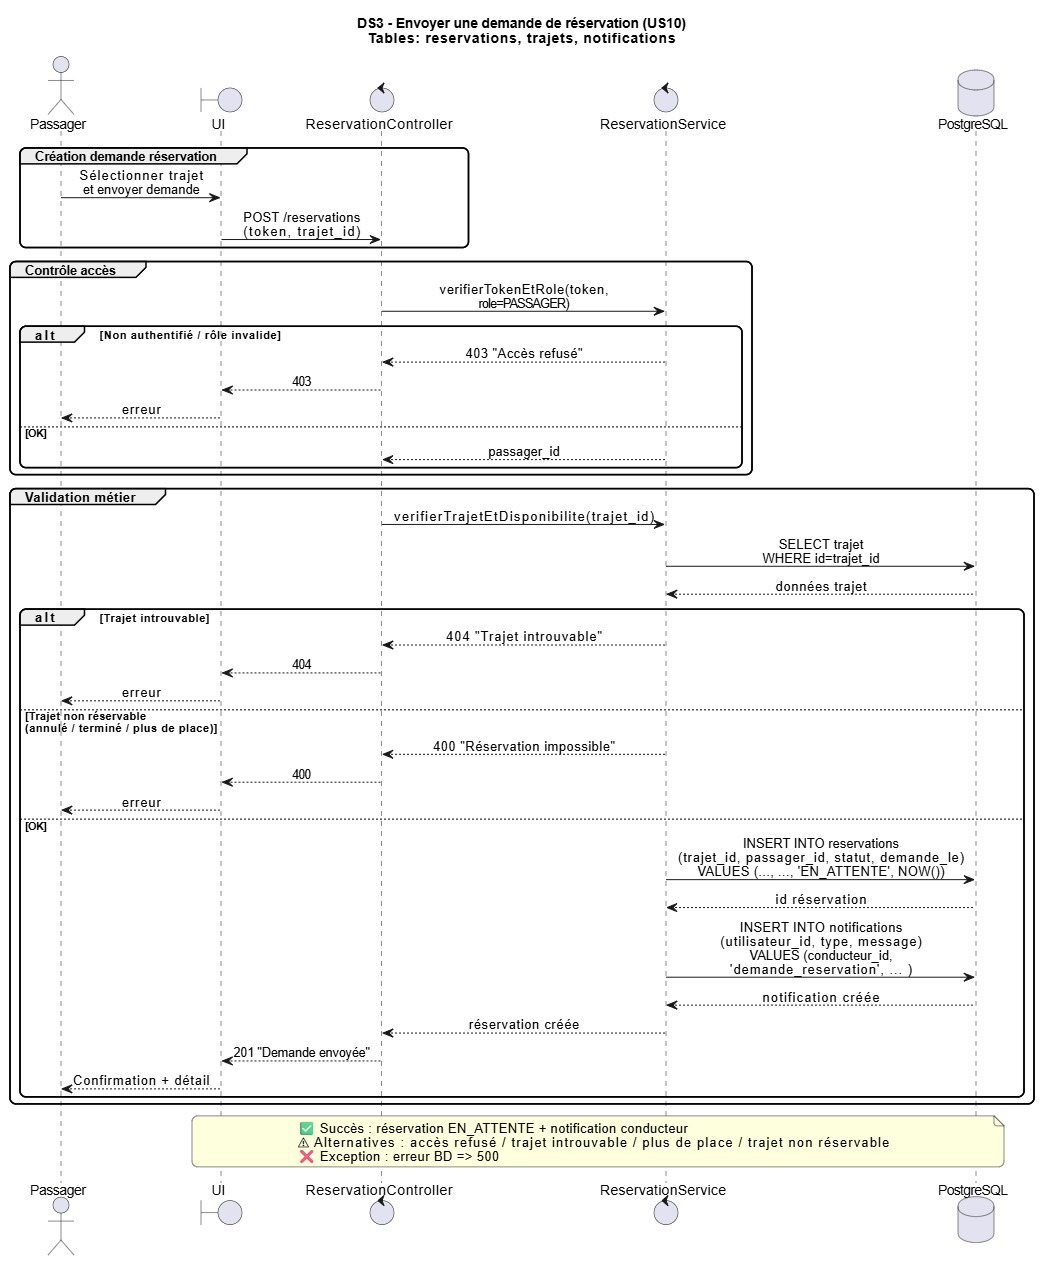 DS3 - Envoyer une demande de réservation (US10)
Tables: reservations, trajets, notifications
Passager
UI
ReservationController
ReservationService
PostgreSQL
Création demande réservation
Sélectionner trajet
et envoyer demande
POST /reservations
(token, trajet_id)
Contrôle accès
verifierTokenEtRole(token,
role=PASSAGER)
alt
[Non authentifié / rôle invalide]
403 "Accès refusé"
403
erreur
[OK]
passager_id
Validation métier
verifierTrajetEtDisponibilite(trajet_id)
SELECT trajet
WHERE id=trajet_id
données trajet
alt
[Trajet introuvable]
404 "Trajet introuvable"
404
erreur
[Trajet non réservable
(annulé / terminé / plus de place)]
400 "Réservation impossible"
400
erreur
[OK]
INSERT INTO reservations
(trajet_id, passager_id, statut, demande_le)
VALUES (..., ..., 'EN_ATTENTE', NOW())
id réservation
INSERT INTO notifications
(utilisateur_id, type, message)
VALUES (conducteur_id,
'demande_reservation', ... )
notification créée
réservation créée
201 "Demande envoyée"
Confirmation + détail
✅ Succès : réservation EN_ATTENTE + notification conducteur
⚠ Alternatives : accès refusé / trajet introuvable / plus de place / trajet non réservable
❌ Exception : erreur BD => 500
Passager
UI
ReservationController
ReservationService
PostgreSQL